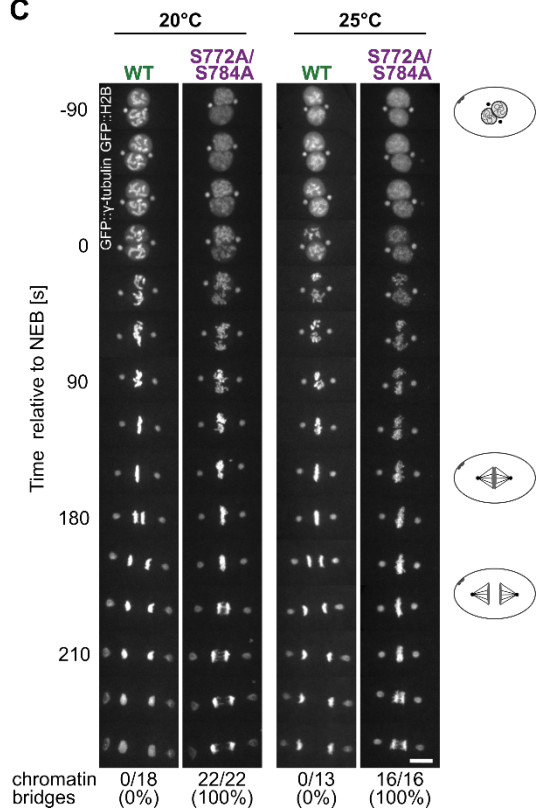 C
20°C
25°C
WT
S772A/
S784A
WT
S772A/
S784A
GFP::γ-tubulin GFP::H2B
Time relative to NEB [s]
-90
0
90
180
210
chromatin
bridges
0/18
(0%)
22/22
(100%)
0/13
(0%)
16/16
(100%)